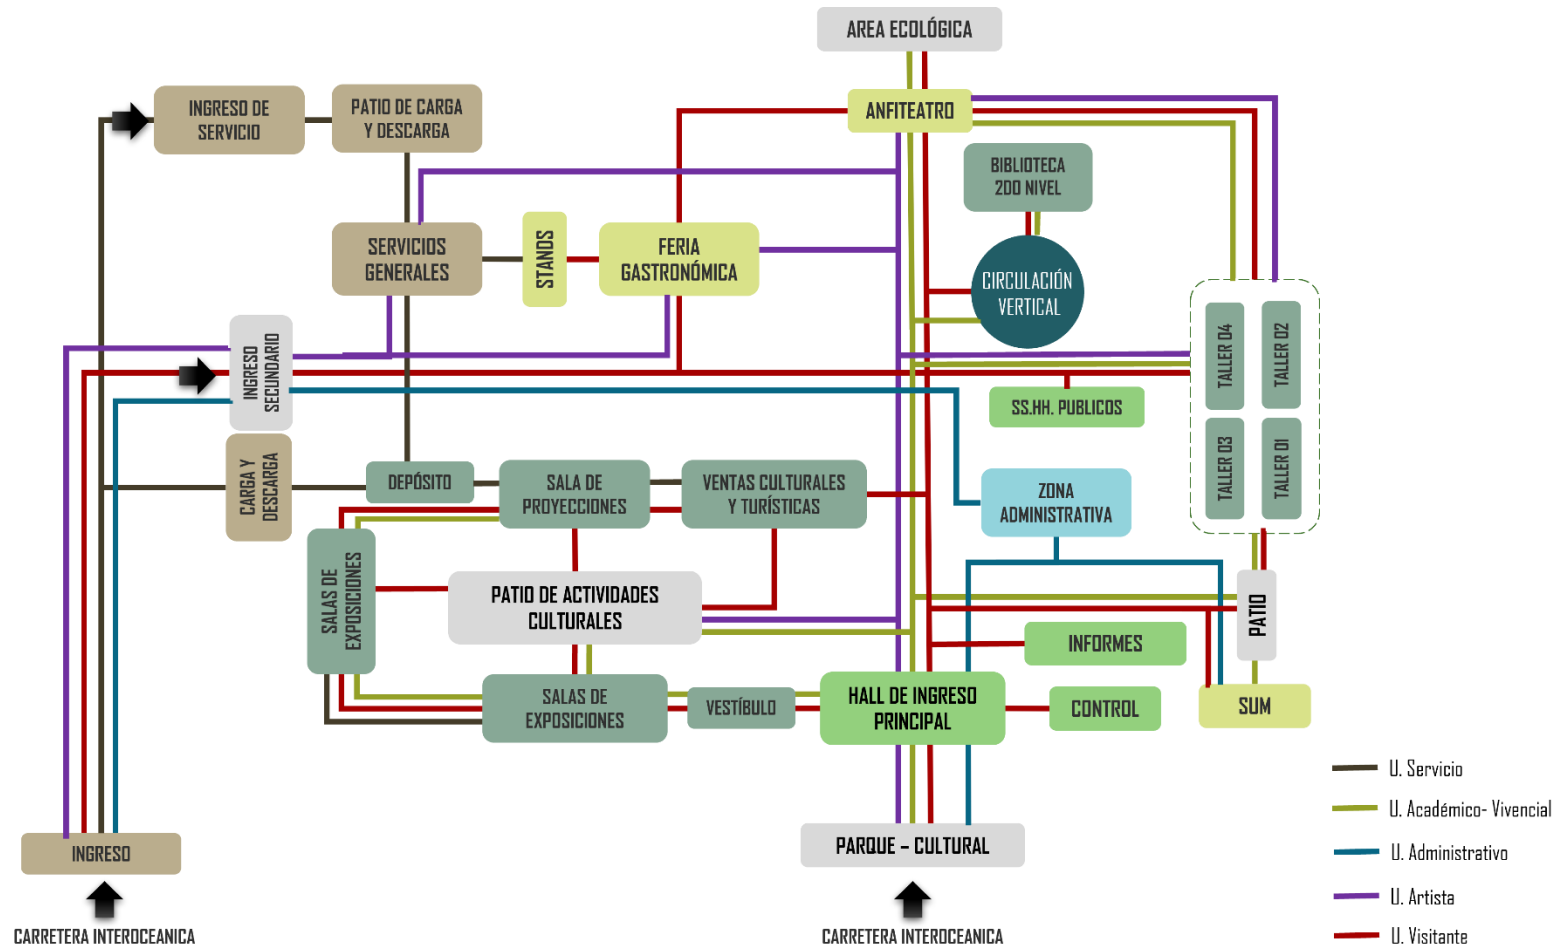 AREA ECOLÓGICA
INGRESO DE
SERVICIO
PATIO DE CARGA
Y DESCARGA
ANFITEATRO
BIBLIOTECA
2DO NIVEL
SERVICIOS
GENERALES
STANDS
FERIA
GASTRONÓMICA
CIRCULACIÓN
VERTICAL
INGRESO
SECUNDARIO
TALLER 04
TALLER 02
SS.HH. PUBLICOS
TALLER 03
TALLER 01
CARGA Y
DESCARGA
DEPÓSITO
SALA DE
PROYECCIONES
VENTAS CULTURALES
Y TURÍSTICAS
ZONA
ADMINISTRATIVA
SALAS DE
EXPOSICIONES
PATIO DE ACTIVIDADES
CULTURALES
PATIO
INFORMES
SALAS DE
EXPOSICIONES
VESTÍBULO
HALL DE INGRESO
PRINCIPAL
CONTROL
SUM
INGRESO
PARQUE – CULTURAL
CARRETERA INTEROCEANICA
CARRETERA INTEROCEANICA
U. Servicio
U. Académico- Vivencial
U. Administrativo
U. Artista
U. Visitante